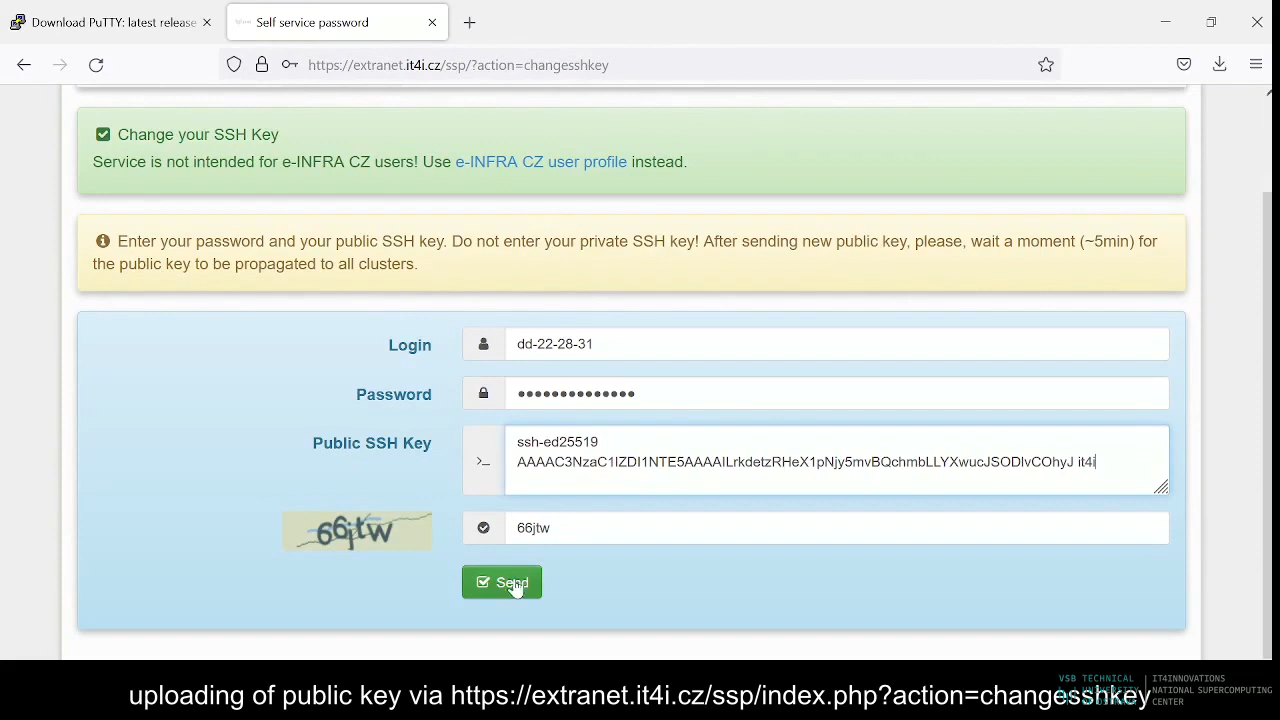 Download PuTTY: latest release
Self service password
https://extranet.it4i.cz/ssp/?action=changesshkey
Change your SSH Key
Service is not intended for e-INFRA CZ users! Use e-INFRA CZ user profile instead.
Enter your password and your public SSH key. Do not enter your private SSH key! After sending new public key, please, wait a moment (~5min) for
the public key to be propagated to all clusters.
Login
dd-22-28-31
Password
••••••••••••••
Public SSH Key
ssh-ed25519
AAAAC3NzaC1lZDI1NTE5AAAAILrkdetzRHeX1pNjy5mvBQchmbLLYXwucJSODlvCOhyJ it4i
66jtw
66jtw
Send
uploading of public key via https://extranet.it4i.cz/ssp/index.php?action=changesshkey
VSB TECHNICAL
UNIVERSITY
OF OSTRAVA
IT4INNOVATIONS
NATIONAL SUPERCOMPUTING
CENTER